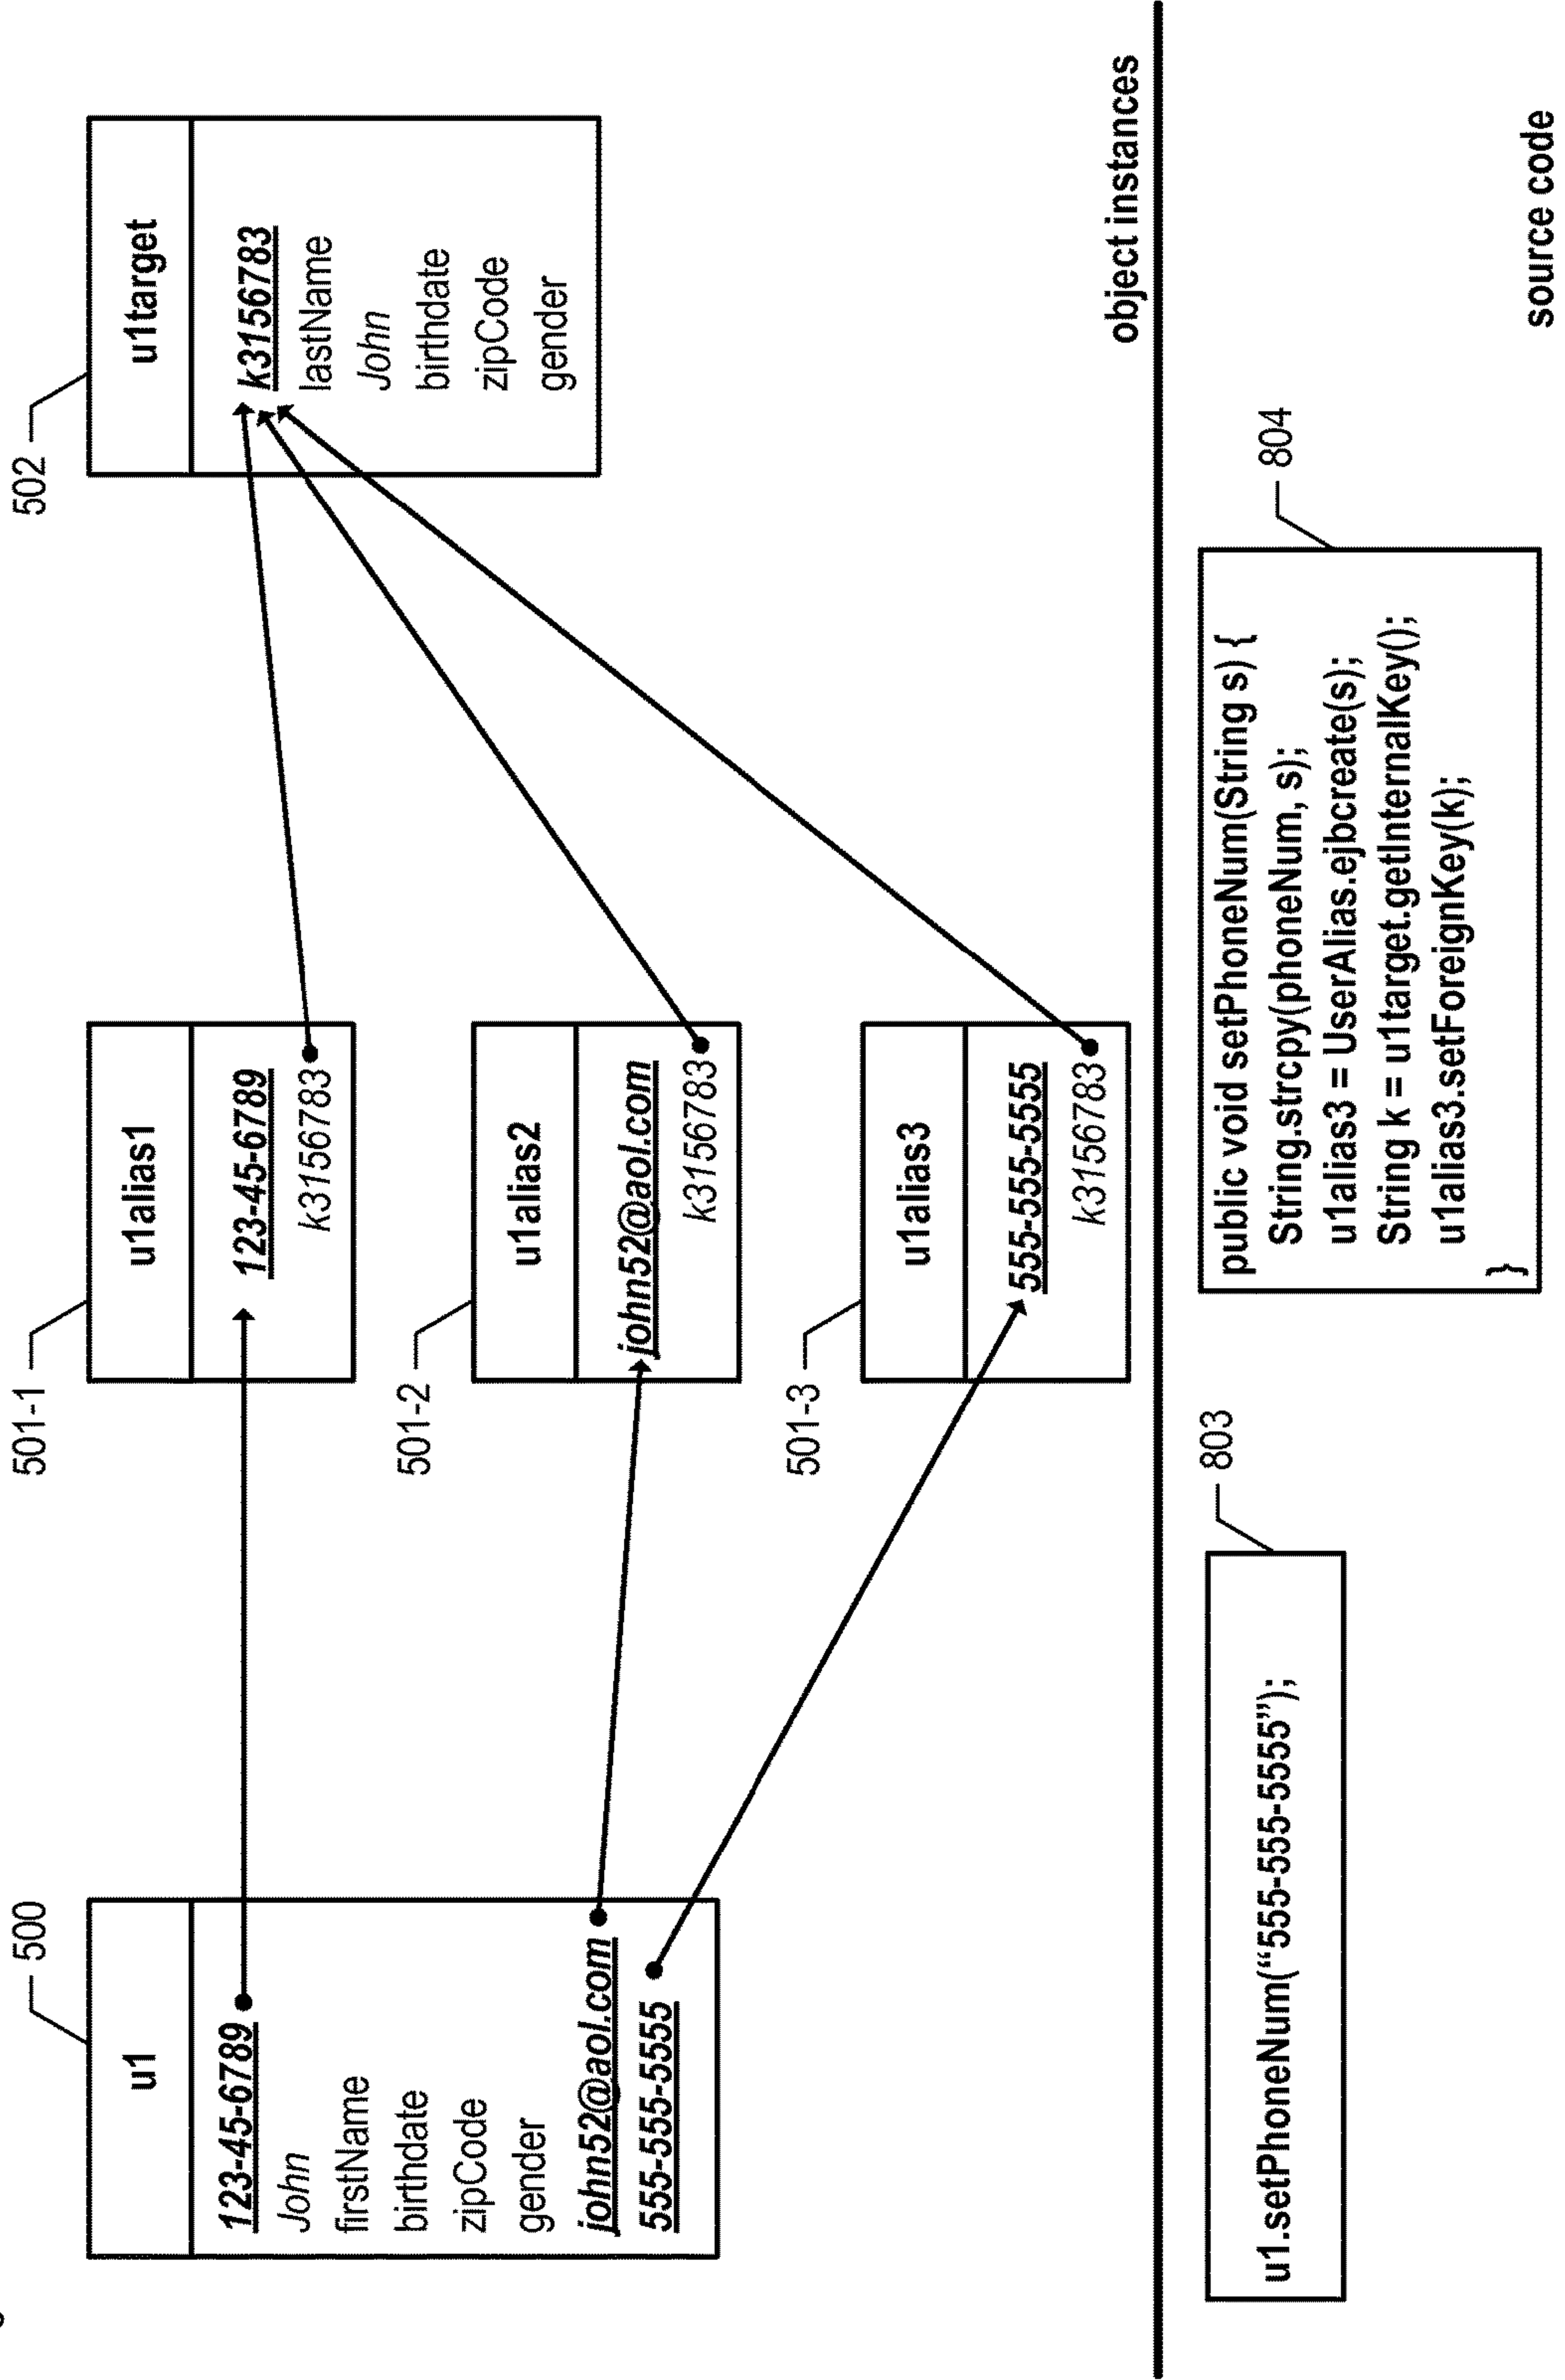 500
u1
123-45-6789
John
firstName
birthdate
zipCode
gender
john52@aol.com
555-555-5555
501-1
u1alias1
123-45-6789
k3156783
501-2
u1alias2
john52@aol.com
k3156783
501-3
u1alias3
555-555-5555
k3156783
502
u1target
k3156783
lastName
John
birthdate
zipCode
gender
object instances
803
u1.setPhoneNum(“555-555-5555”);
804
public void setPhoneNum(String s) {
String.strcpy(phoneNum, s);
u1alias3 = UserAlias.ejbcreate(s);
String k = u1target.getInternalKey();
u1alias3.setForeignKey(k);
}
source code